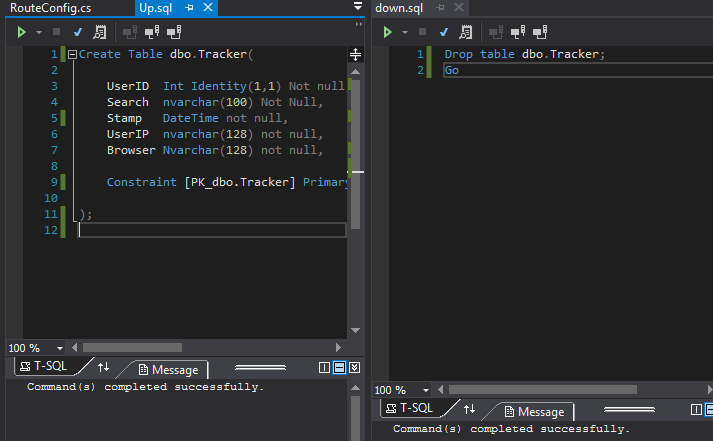 RouteConfig.cs
Up.sql
1 Create Table dbo.Tracker(
2
3 UserID Int Identity(1,1) Not null
4 Search nvarchar(100) Not Null,
5 Stamp DateTime not null,
6 UserIP nvarchar(128) not null,
7 Browser Nvarchar(128) not null,
8
9 Constraint [PK_dbo.Tracker] Primary
10
11 );
12
100 %
T-SQL
Message
Command(s) completed successfully.
down.sql
1 Drop table dbo.Tracker;
2 Go
100 %
T-SQL
Message
Command(s) completed successfully.